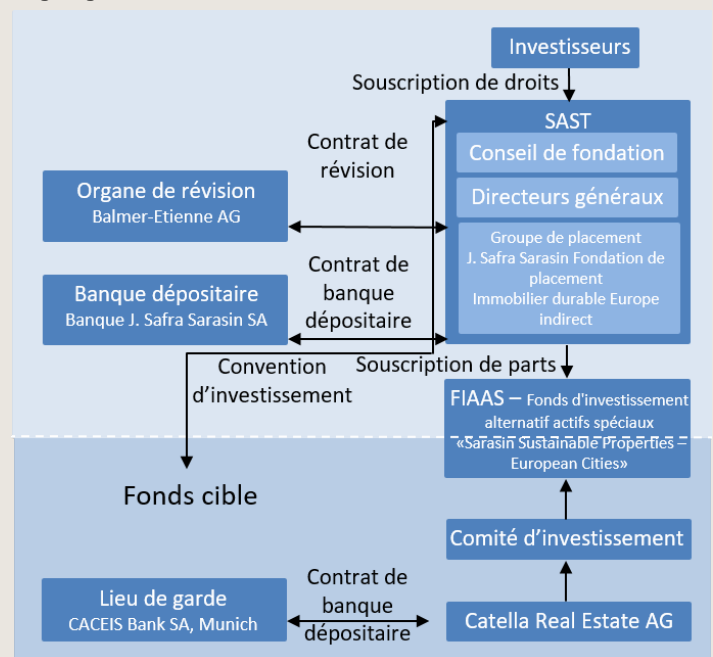 Investisseurs
Souscription de droits
SAST
Conseil de fondation
Directeurs généraux
Groupe de placement
J. Safra Sarasin Fondation de
placement
Immobilier durable Europe
indirect
Contrat de
révision
Organe de révision
Balmer-Etienne AG
Contrat de
banque
dépositaire
Banque dépositaire
Banque J. Safra Sarasin SA
Convention
d’investissement
Souscription de parts
FIAAS – Fonds d'investissement
alternatif actifs spéciaux
«Sarasin Sustainable Properties –
European Cities»
Fonds cible
Comité d’investissement
Contrat de
banque
dépositaire
Lieu de garde
CACEIS Bank SA, Munich
Catella Real Estate AG